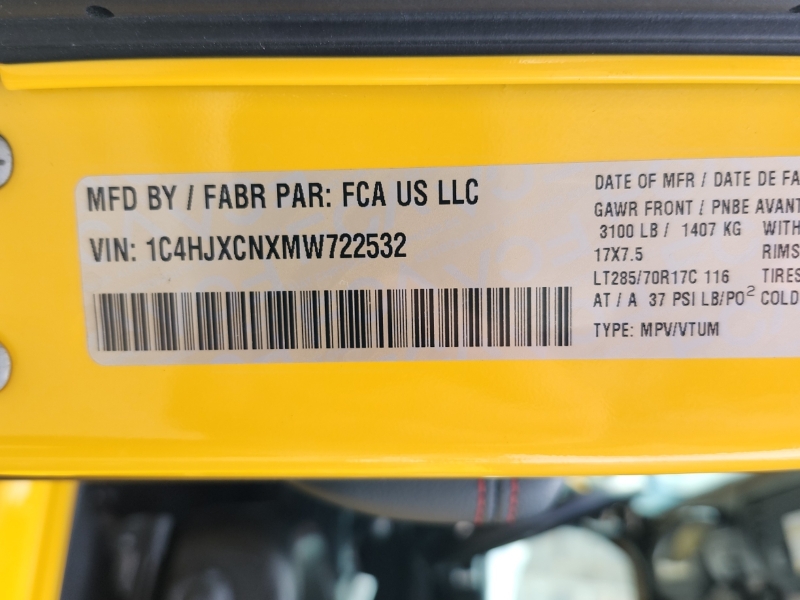 MFD BY / FABR PAR: FCA US LLC
VIN: 1C4HJXCNXMW722532
DATE OF MFR / DATE DE FA
GAWR FRONT / PNBE AVANT
3100 LB / 1407 KG WITH
17X7.5 RIMS
LT285/70R17C 116 TIRES
AT / A 37 PSI LB/PO² COLD
TYPE: MPV/VTUM